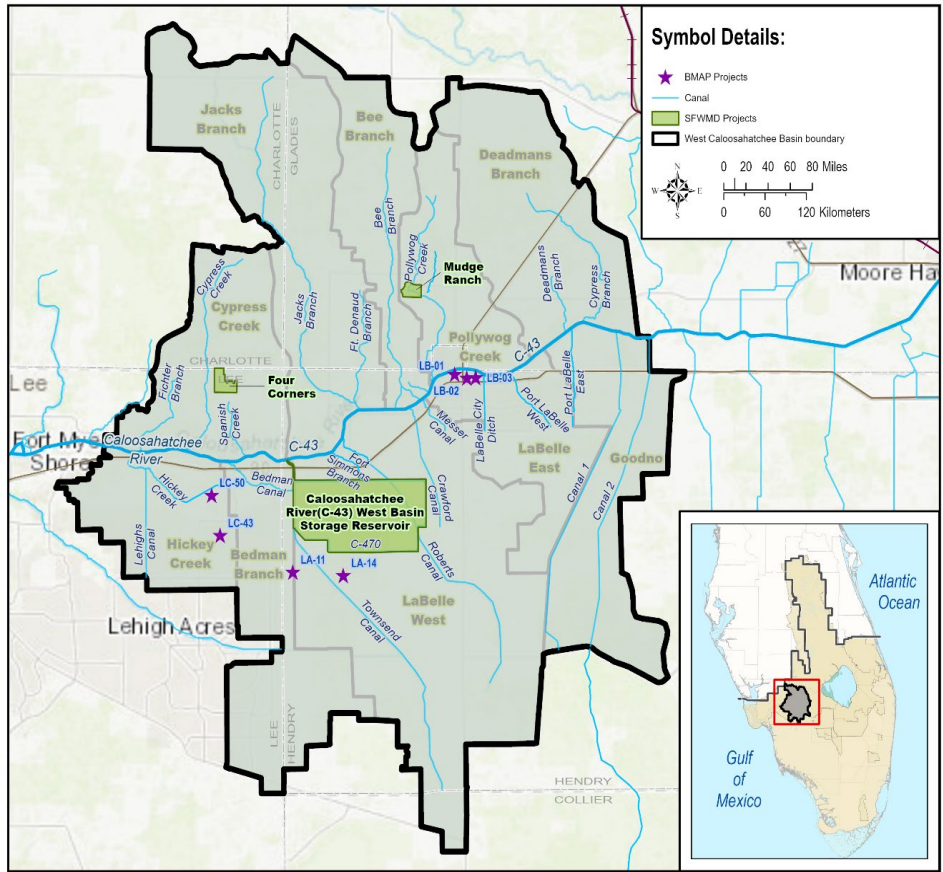 Symbol Details:
BMAP Projects
Canal
SFWMD Projects
West Caloosahatchee Basin boundary
N
W
E
S
0 20 40 60 80 Miles
0 60 120 Kilometers
Jacks
Branch
CHARLOTTE
GLADES
Bee
Branch
Deadmans
Branch
Bee
Branch
Pollywog
Creek
Mudge
Ranch
Deadmans
Branch
Cypress
Branch
Moore Ha
Cypress
Creek
Cypress
Creek
Jacks
Branch
Ft. Denaud
Branch
Pollywog
Creek
C-43
CHARLOTTE
LEE
Lee
Fichter
Branch
Four
Corners
Spanish
Creek
LB-01
LB-02
LB-03
Messer
Canal
LaBelle City
Ditch
Port LaBelle
West
Port LaBelle
East
Fort Mye
Shores
Caloosahatchee
River
C-43
Fort
Simmons
Branch
LaBelle
East
Goodno
Hickey
Creek
LC-50
Bedman
Canal
Caloosahatchee
River(C-43) West Basin
Storage Reservoir
C-470
Crawford
Canal
Canal 1
Canal 2
Lehighs
Canal
LC-43
Hickey
Creek
Bedman
Branch
LA-11
LA-14
Roberts
Canal
LaBelle
West
Townsend
Canal
Lehigh Acres
LEE
HENDRY
HENDRY
COLLIER
Atlantic
Ocean
Gulf
of
Mexico